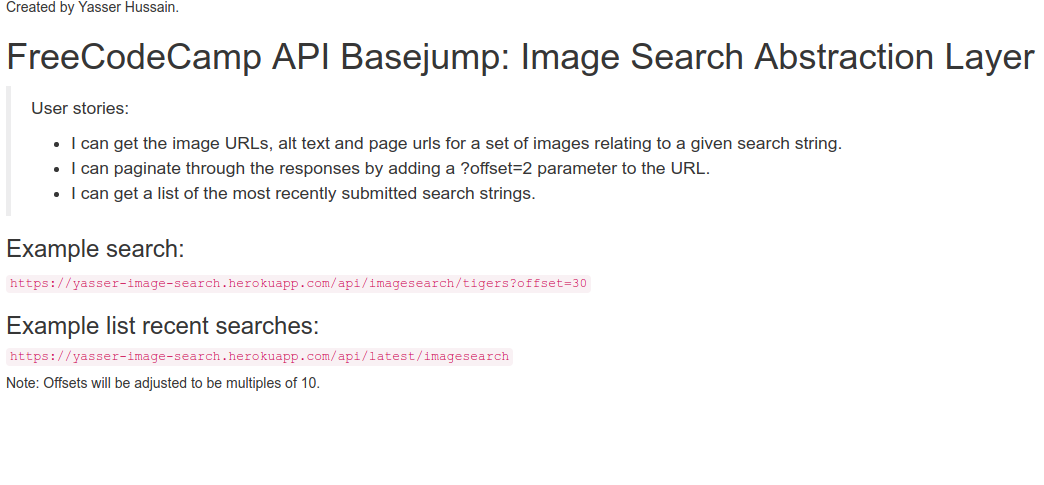 Created by Yasser Hussain.
FreeCodeCamp API Basejump: Image Search Abstraction Layer
User stories:
I can get the image URLs, alt text and page urls for a set of images relating to a given search string.
I can paginate through the responses by adding a ?offset=2 parameter to the URL.
I can get a list of the most recently submitted search strings.
Example search:
https://yasser-image-search.herokuapp.com/api/imagesearch/tigers?offset=30
Example list recent searches:
https://yasser-image-search.herokuapp.com/api/latest/imagesearch
Note: Offsets will be adjusted to be multiples of 10.